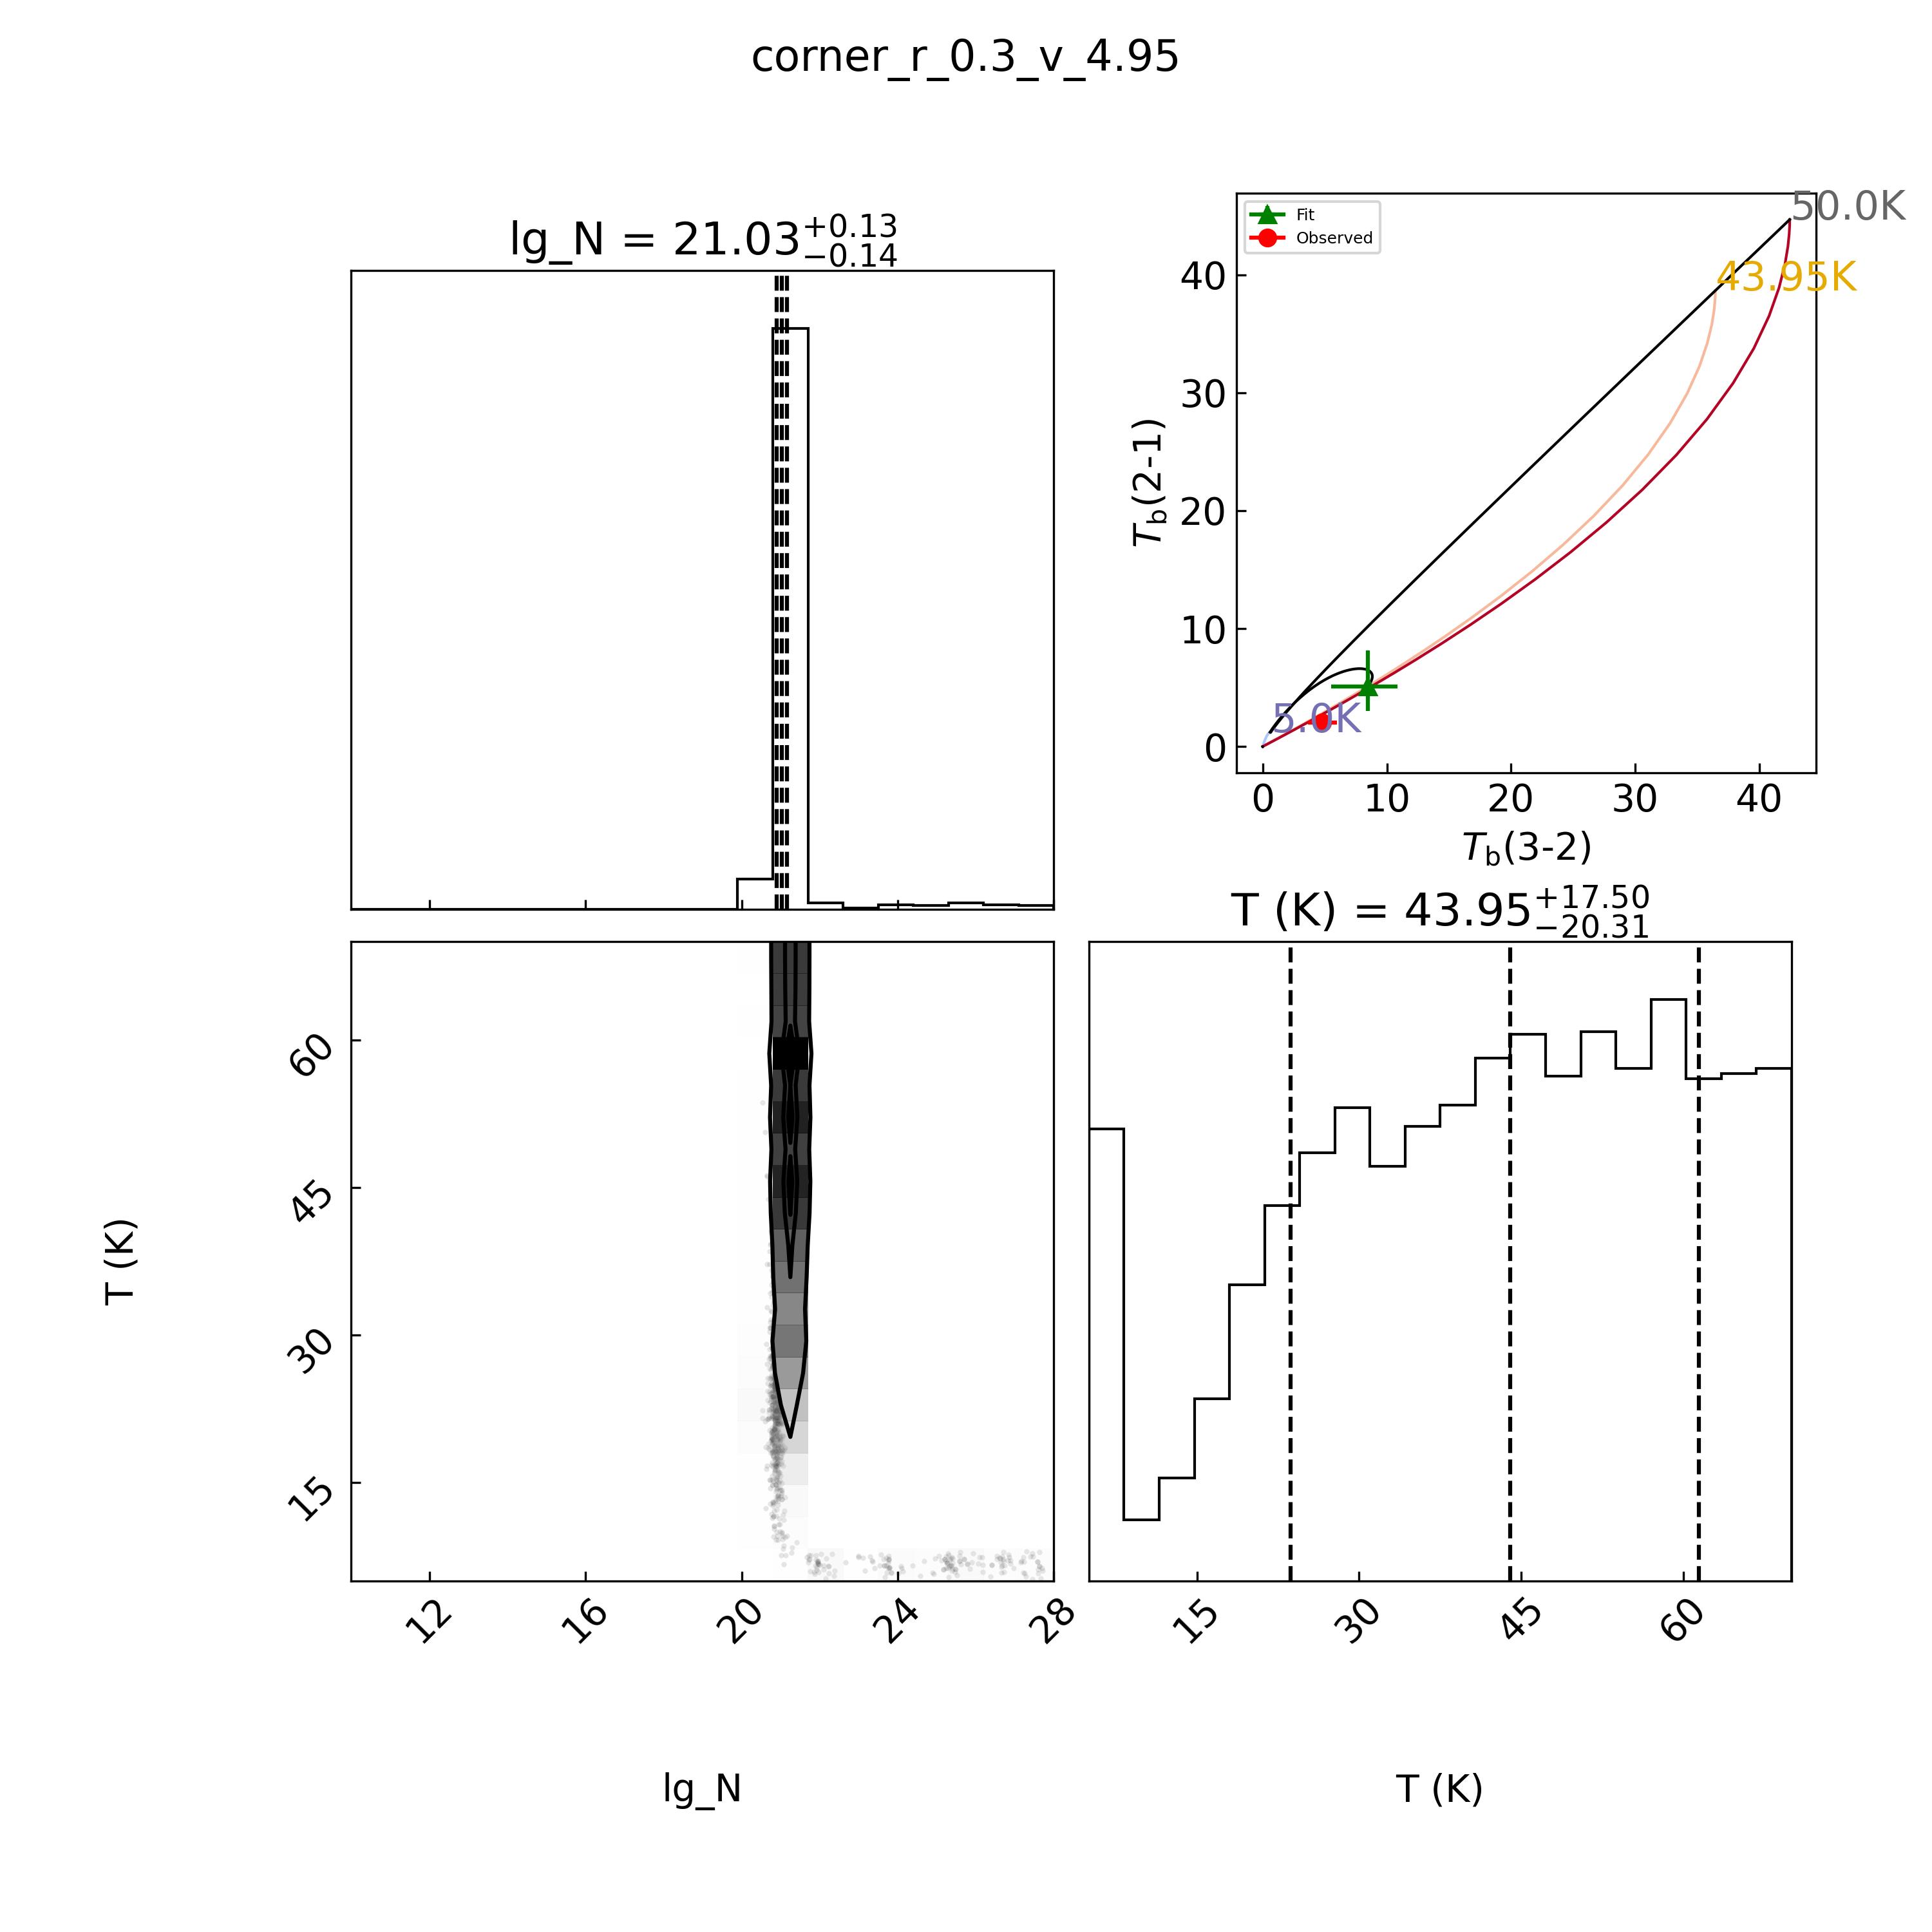 corner_r_0.3_v_4.95
lg_N = 21.03+0.13 −0.14
50.0K
Fit
Observed
43.95K
40
30
20
10
0
Tb(2-1)
5.0K
0 10 20 30 40
Tb(3-2)
T (K) = 43.95+17.50 −20.31
60
45
30
15
T (K)
12 16 20 24 28
15 30 45 60
lg_N
T (K)